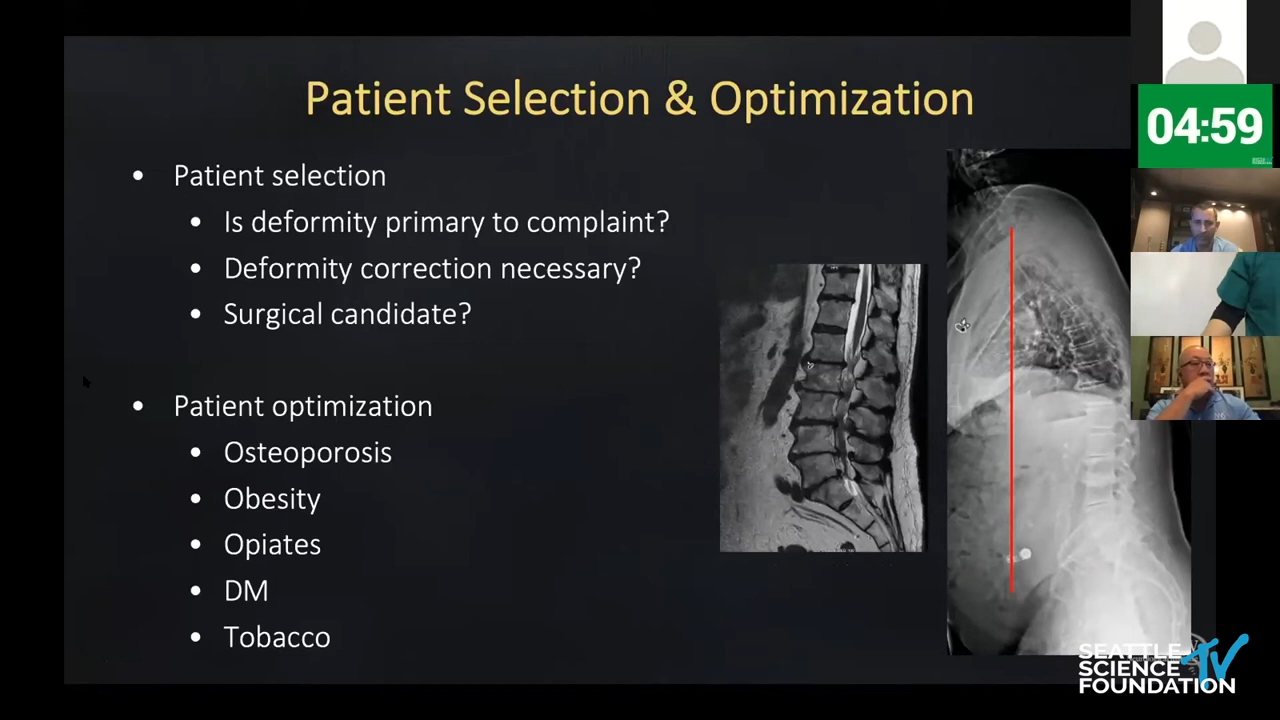 Patient Selection & Optimization
04:59
• Patient selection
• Is deformity primary to complaint?
• Deformity correction necessary?
• Surgical candidate?
• Patient optimization
• Osteoporosis
• Obesity
• Opiates
• DM
• Tobacco
SEATTLE
SCIENCE TV
FOUNDATION